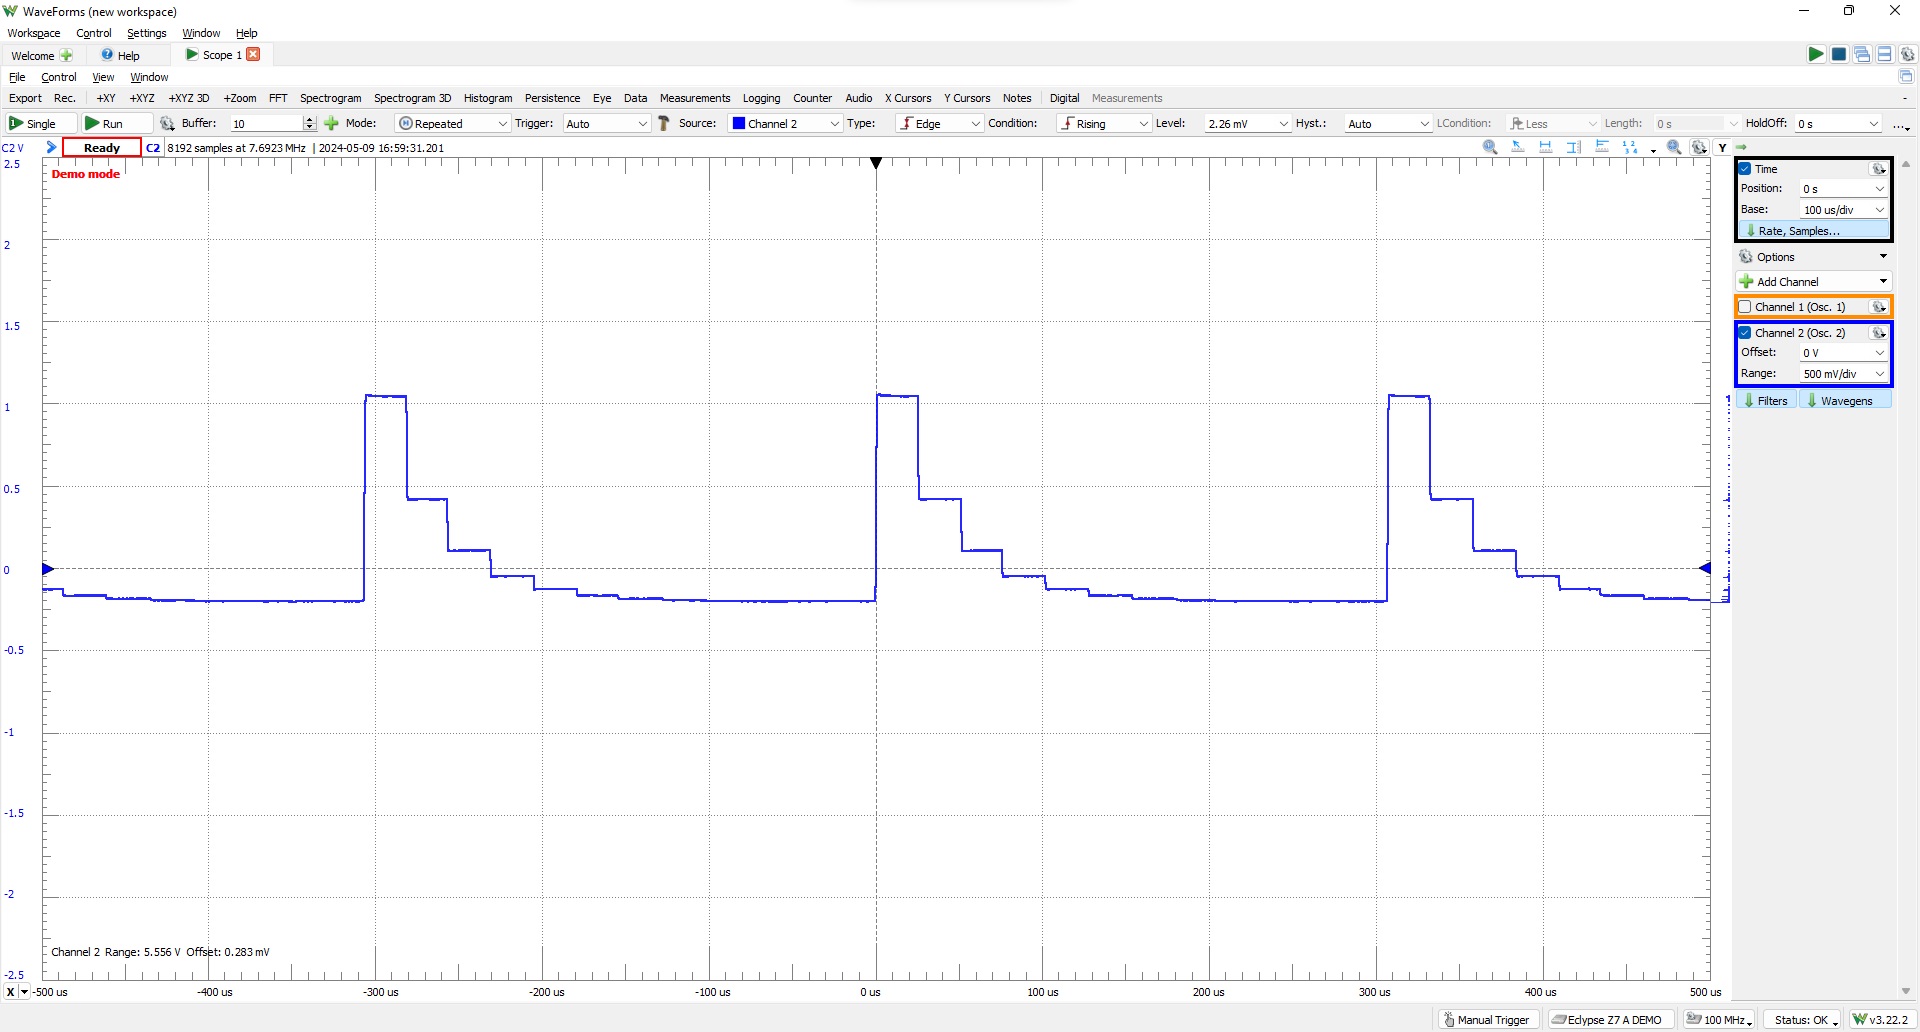 WaveForms (new workspace)
Workspace Control Settings Window Help
Welcome Help Scope 1
File Control View Window
Export Rec. +XY +XYZ +XYZ 3D +Zoom FFT Spectrogram Spectrogram 3D Histogram Persistence Eye Data Measurements Logging Counter Audio X Cursors Y Cursors Notes Digital Measurements
Single Run Buffer: 10 Mode: Repeated Trigger: Auto Source: Channel 2 Type: Edge Condition: Rising Level: 2.26 mV Hyst.: Auto LCondition: Less Length: 0 s HoldOff: 0 s ...
C2 V Ready C2 8192 samples at 7.6923 MHz | 2024-05-09 16:59:31.201 Y
Demo mode
2.5
2
1.5
1
0.5
0
-0.5
-1
-1.5
-2
-2.5
Channel 2 Range: 5.556 V Offset: 0.283 mV
X -500 us -400 us -300 us -200 us -100 us 0 us 100 us 200 us 300 us 400 us 500 us
Time
Position: 0 s
Base: 100 us/div
Rate, Samples...
Options
Add Channel
Channel 1 (Osc. 1)
Channel 2 (Osc. 2)
Offset: 0 V
Range: 500 mV/div
Filters Wavegens
Manual Trigger Eclypse Z7 A DEMO 100 MHz Status: OK v3.22.2